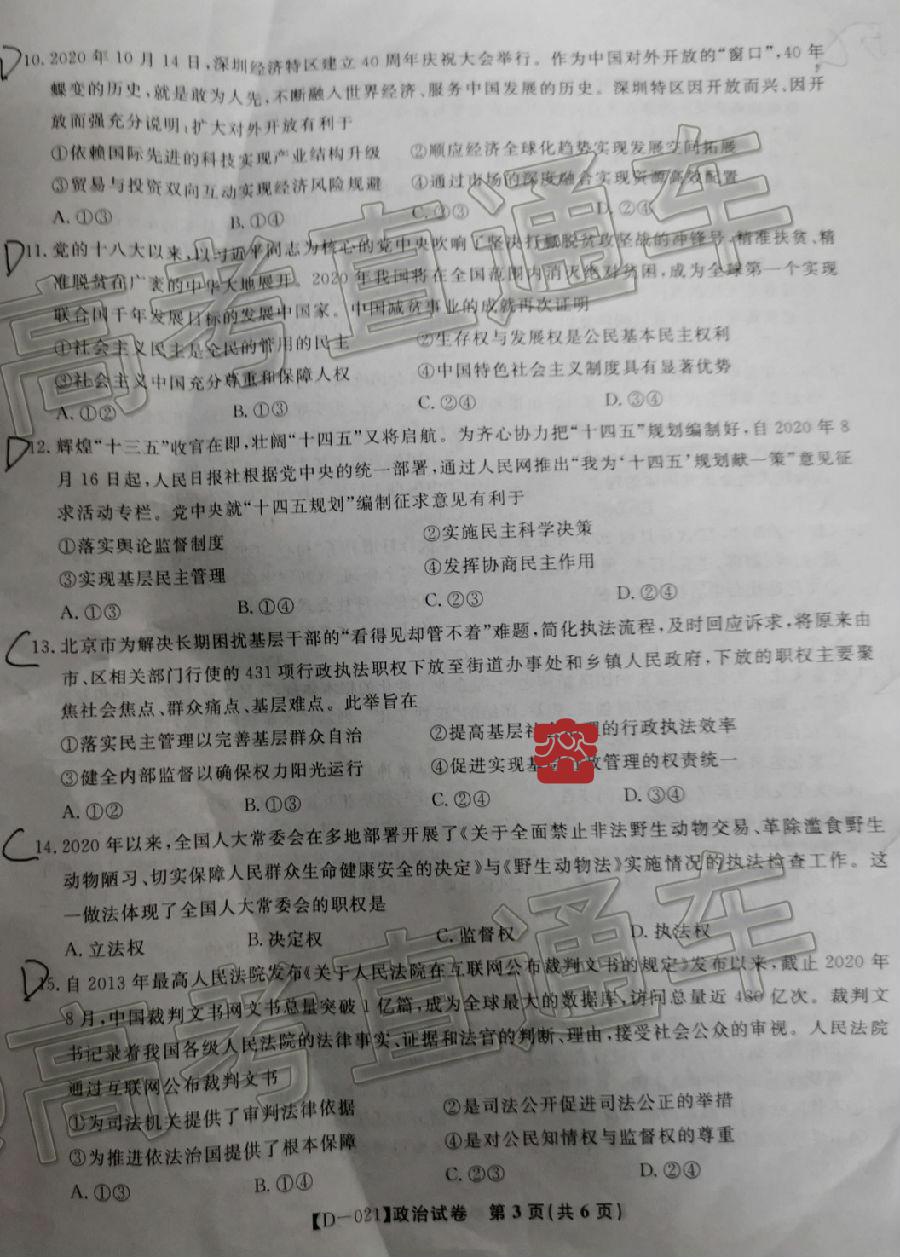 D10.2020年10月14日,深圳经济特区建立40周年庆祝大会举行。作为中国对外开放的“窗口”,40年
蝶变的历史,就是敢为人先,不断融入世界经济、服务中国发展的历史。深圳特区因开放而兴、因开
放而强充分说明,扩大对外开放有利于
①依赖国际先进的科技实现产业结构升级 ②顺应经济全球化趋势实现发展空间拓展
③贸易与投资双向互动实现经济风险规避 ④通过市场的深度融合实现资源高效配置
A.①③ B.①④ C.②③ D.②④
D11.党的十八大以来,以习近平同志为核心的党中央吹响了坚决打赢脱贫攻坚战的冲锋号,精准扶贫、精
准脱贫在广袤的中华大地展开。2020年我国将在全国范围内消灭绝对贫困,成为全球第一个实现
联合国千年发展目标的发展中国家。中国减贫事业的成就再次证明
①社会主义民主是全民的管用的民主 ②生存权与发展权是公民基本民主权利
③社会主义中国充分尊重和保障人权 ④中国特色社会主义制度具有显著优势
A.①② B.①③ C.②④ D.③④
D12.辉煌“十三五”收官在即,壮阔“十四五”又将启航。为齐心协力把“十四五”规划编制好,自2020年8
月16日起,人民日报社根据党中央的统一部署,通过人民网推出“我为‘十四五’规划献一策”意见征
求活动专栏。党中央就“十四五规划”编制征求意见有利于
①落实舆论监督制度 ②实施民主科学决策
③实现基层民主管理 ④发挥协商民主作用
A.①③ B.①④ C.②③ D.②④
C13.北京市为解决长期困扰基层干部的“看得见却管不着”难题,简化执法流程,及时回应诉求,将原来由
市、区相关部门行使的431项行政执法职权下放至街道办事处和乡镇人民政府,下放的职权主要聚
焦社会焦点、群众痛点、基层难点。此举旨在
①落实民主管理以完善基层群众自治 ②提高基层社理的行政执法效率
③健全内部监督以确保权力阳光运行 ④促进实现基管理的权责统一
A.①② B.①③ C.②④ D.③④
C14.2020年以来,全国人大常委会在多地部署开展了《关于全面禁止非法野生动物交易、革除滥食野生
动物陋习、切实保障人民群众生命健康安全的决定》与《野生动物法》实施情况的执法检查工作。这
一做法体现了全国人大常委会的职权是
A.立法权 B.决定权 C.监督权 D.执法权
D15.自2013年最高人民法院发布《关于人民法院在互联网公布裁判文书的规定》发布以来,截止2020年
8月,中国裁判文书网文书总量突破1亿篇,成为全球最大的数据库,访问总量近480亿次。裁判文
书记录着我国各级人民法院的法律事实、证据和法官的判断、理由,接受社会公众的审视。人民法院
通过互联网公布裁判文书
①为司法机关提供了审判法律依据 ②是司法公开促进司法公正的举措
③为推进依法治国提供了根本保障 ④是对公民知情权与监督权的尊重
A.①③ B.①④ C.②③ D.②④
【D-021】政治试卷 第3页(共6页)
高考直通车
高考直通车